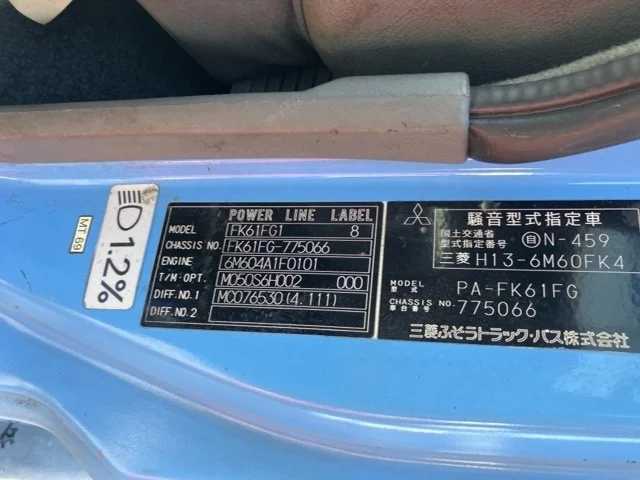 MT 69
1.2%
POWER LINE LABEL
MODEL FK61FG1 8
CHASSIS NO. FK61FG-775066
ENGINE 6M604A1F0101
T/M·OPT. M050S6H002 000
DIFF. NO.1 MC076530(4.111)
DIFF. NO.2
騒音型式指定車
国土交通省
型式指定番号 自N-459
三菱 H13-6M60FK4
MODEL
型式 PA-FK61FG
CHASSIS NO.
車台番号 775066
三菱ふそうトラック・バス株式会社